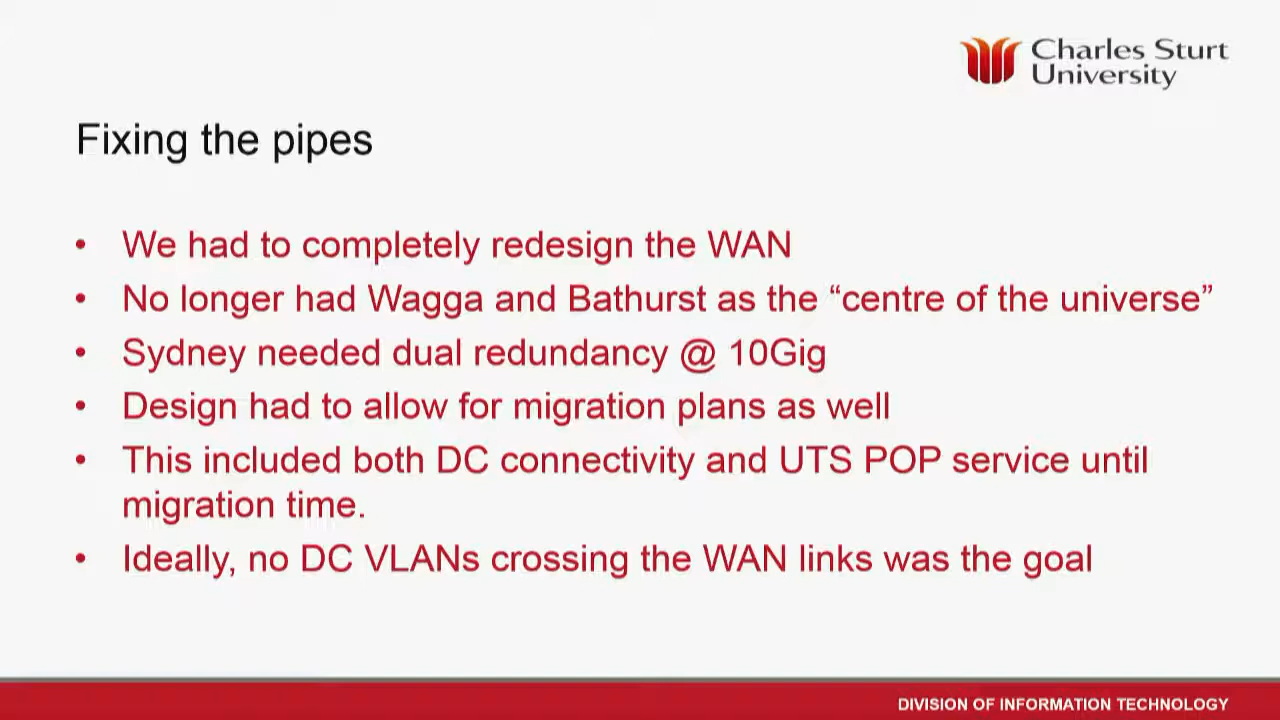 Charles Sturt
University
Fixing the pipes
• We had to completely redesign the WAN
• No longer had Wagga and Bathurst as the “centre of the universe”
• Sydney needed dual redundancy @ 10Gig
• Design had to allow for migration plans as well
• This included both DC connectivity and UTS POP service until
migration time.
• Ideally, no DC VLANs crossing the WAN links was the goal
DIVISION OF INFORMATION TECHNOLOGY